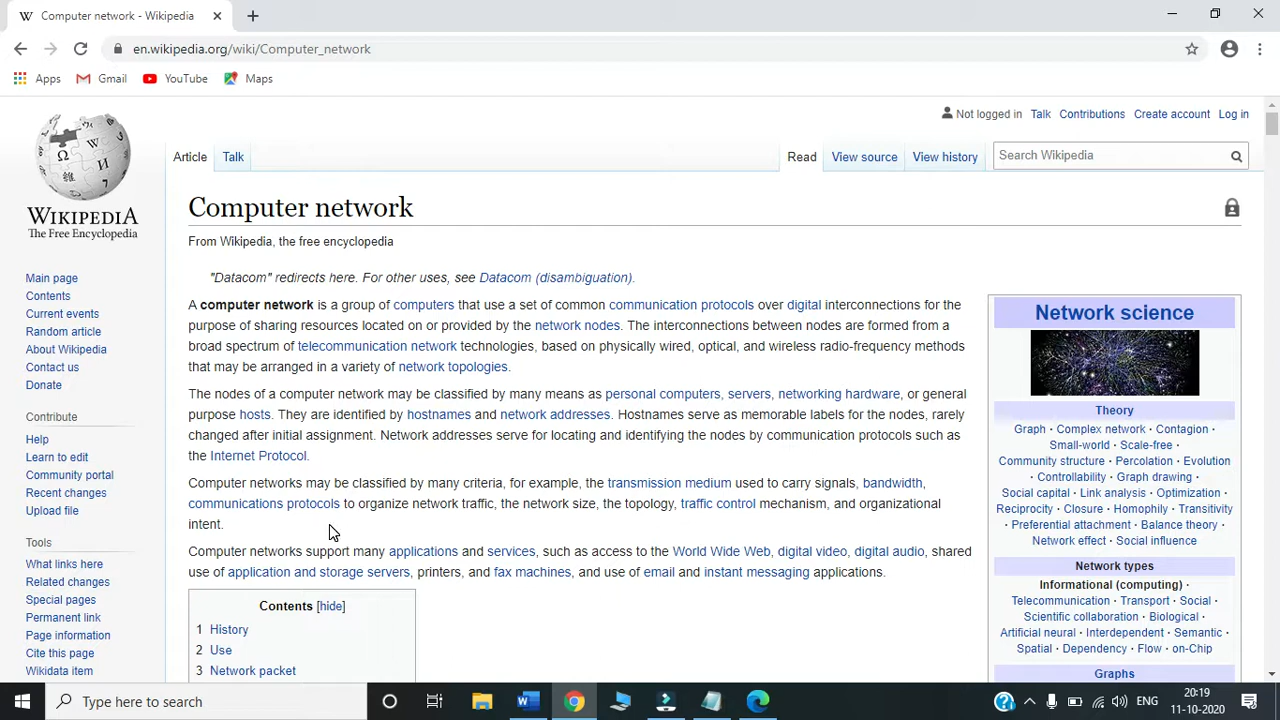 Computer network - Wikipedia
en.wikipedia.org/wiki/Computer_network
Apps Gmail YouTube Maps
Not logged in Talk Contributions Create account Log in
Article Talk Read View source View history Search Wikipedia
WIKIPEDIA
The Free Encyclopedia
Main page
Contents
Current events
Random article
About Wikipedia
Contact us
Donate
Contribute
Help
Learn to edit
Community portal
Recent changes
Upload file
Tools
What links here
Related changes
Special pages
Permanent link
Page information
Cite this page
Wikidata item
Computer network
From Wikipedia, the free encyclopedia
"Datacom" redirects here. For other uses, see Datacom (disambiguation).
A computer network is a group of computers that use a set of common communication protocols over digital interconnections for the
purpose of sharing resources located on or provided by the network nodes. The interconnections between nodes are formed from a
broad spectrum of telecommunication network technologies, based on physically wired, optical, and wireless radio-frequency methods
that may be arranged in a variety of network topologies.
The nodes of a computer network may be classified by many means as personal computers, servers, networking hardware, or general
purpose hosts. They are identified by hostnames and network addresses. Hostnames serve as memorable labels for the nodes, rarely
changed after initial assignment. Network addresses serve for locating and identifying the nodes by communication protocols such as
the Internet Protocol.
Computer networks may be classified by many criteria, for example, the transmission medium used to carry signals, bandwidth,
communications protocols to organize network traffic, the network size, the topology, traffic control mechanism, and organizational
intent.
Computer networks support many applications and services, such as access to the World Wide Web, digital video, digital audio, shared
use of application and storage servers, printers, and fax machines, and use of email and instant messaging applications.
Contents [hide]
1 History
2 Use
3 Network packet
Network science
Theory
Graph · Complex network · Contagion ·
Small-world · Scale-free ·
Community structure · Percolation · Evolution
· Controllability · Graph drawing ·
Social capital · Link analysis · Optimization ·
Reciprocity · Closure · Homophily · Transitivity
· Preferential attachment · Balance theory ·
Network effect · Social influence
Network types
Informational (computing) ·
Telecommunication · Transport · Social ·
Scientific collaboration · Biological ·
Artificial neural · Interdependent · Semantic ·
Spatial · Dependency · Flow · on-Chip
Graphs
Type here to search
ENG
20:19
11-10-2020